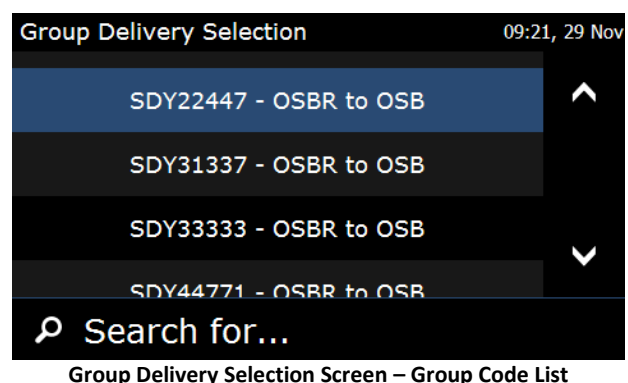 Group Delivery Selection
09:21, 29 Nov
SDY22447 - OSBR to OSB
SDY31337 - OSBR to OSB
SDY33333 - OSBR to OSB
SDY44771 - OSBR to OSB
Search for...
Group Delivery Selection Screen – Group Code List